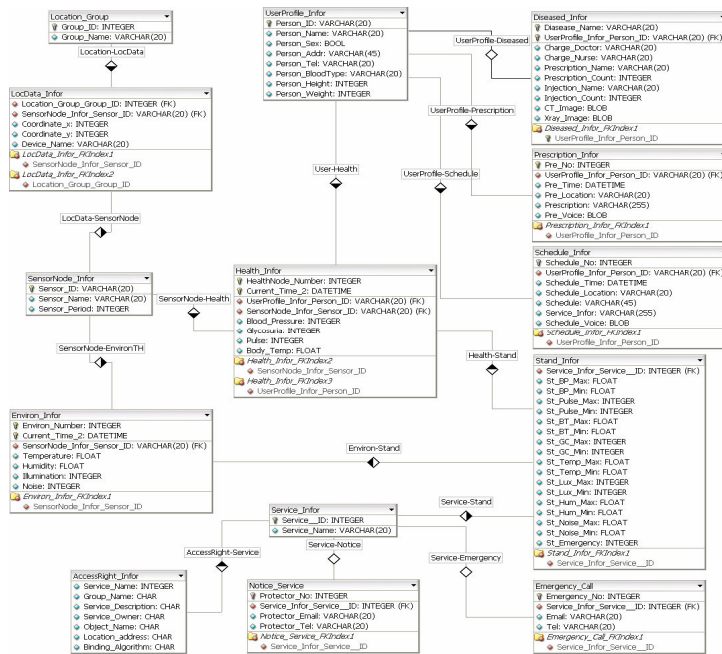 Location_Group
Group_ID: INTEGER
Group_Name: VARCHAR(20)
Location-LocData
LocData_Infor
Location_Group_Group_ID: INTEGER (FK)
SensorNode_Infor_Sensor_ID: VARCHAR(20) (FK)
Coordinate_x: INTEGER
Coordinate_y: INTEGER
Device_Name: VARCHAR(20)
LocData_Infor_FKIndex1
SensorNode_Infor_Sensor_ID
LocData_Infor_FKIndex2
Location_Group_Group_ID
LocData-SensorNode
SensorNode_Infor
Sensor_ID: VARCHAR(20)
Sensor_Name: VARCHAR(20)
Sensor_Period: INTEGER
SensorNode-Health
SensorNode-EnvironTH
Environ_Infor
Environ_Number: INTEGER
Current_Time_2: DATETIME
SensorNode_Infor_Sensor_ID: VARCHAR(20) (FK)
Temperature: FLOAT
Humidity: FLOAT
Illumination: INTEGER
Noise: INTEGER
Environ_Infor_FKIndex1
SensorNode_Infor_Sensor_ID
UserProfile_Infor
Person_ID: VARCHAR(20)
Person_Name: VARCHAR(20)
Person_Sex: BOOL
Person_Addr: VARCHAR(45)
Person_Tel: VARCHAR(20)
Person_BloodType: VARCHAR(20)
Person_Height: INTEGER
Person_Weight: INTEGER
UserProfile-Diseased
UserProfile-Prescription
UserProfile-Schedule
User-Health
Health_Infor
HealthNode_Number: INTEGER
Current_Time_2: DATETIME
UserProfile_Infor_Person_ID: VARCHAR(20) (FK)
SensorNode_Infor_Sensor_ID: VARCHAR(20) (FK)
Blood_Pressure: INTEGER
Glycosuria: INTEGER
Pulse: INTEGER
Body_Temp: FLOAT
Health_Infor_FKIndex2
SensorNode_Infor_Sensor_ID
Health_Infor_FKIndex3
UserProfile_Infor_Person_ID
Health-Stand
Environ-Stand
Diseased_Infor
Diasease_Name: VARCHAR(20)
UserProfile_Infor_Person_ID: VARCHAR(20) (FK)
Charge_Doctor: VARCHAR(20)
Charge_Nurse: VARCHAR(20)
Prescription_Name: VARCHAR(20)
Prescription_Count: INTEGER
Injection_Name: VARCHAR(20)
Injection_Count: INTEGER
CT_Image: BLOB
Xray_Image: BLOB
Diseased_Infor_FKIndex1
UserProfile_Infor_Person_ID
Prescription_Infor
Pre_No: INTEGER
UserProfile_Infor_Person_ID: VARCHAR(20) (FK)
Pre_Time: DATETIME
Pre_Location: VARCHAR(20)
Prescription: VARCHAR(255)
Pre_Voice: BLOB
Prescription_Infor_FKIndex1
UserProfile_Infor_Person_ID
Schedule_Infor
Schedule_No: INTEGER
UserProfile_Infor_Person_ID: VARCHAR(20) (FK)
Schedule_Time: DATETIME
Schedule_Location: VARCHAR(20)
Schedule: VARCHAR(45)
Service_Infor: VARCHAR(255)
Schedule_Voice: BLOB
Schedule_Infor_FKIndex1
UserProfile_Infor_Person_ID
Stand_Infor
Service_Infor_Service__ID: INTEGER (FK)
St_BP_Max: FLOAT
St_BP_Min: FLOAT
St_Pulse_Max: INTEGER
St_Pulse_Min: INTEGER
St_BT_Max: FLOAT
St_BT_Min: FLOAT
St_GC_Max: INTEGER
St_GC_Min: INTEGER
St_Temp_Max: FLOAT
St_Temp_Min: FLOAT
St_Lux_Max: INTEGER
St_Lux_Min: INTEGER
St_Hum_Max: FLOAT
St_Hum_Min: FLOAT
St_Noise_Max: FLOAT
St_Noise_Min: FLOAT
St_Emergency: INTEGER
Stand_Infor_FKIndex1
Service_Infor_Service__ID
Service_Infor
Service__ID: INTEGER
Service_Name: VARCHAR(20)
Service-Stand
AccessRight-Service
Service-Notice
Service-Emergency
AccessRight_Infor
Service_Name: INTEGER
Group_Name: CHAR
Service_Description: CHAR
Service_Owner: CHAR
Object_Name: CHAR
Location_address: CHAR
Binding_Algorithm: CHAR
Notice_Service
Protector_No: INTEGER
Service_Infor_Service__ID: INTEGER (FK)
Protector_Email: VARCHAR(20)
Protector_Tel: VARCHAR(20)
Notice_Service_FKIndex1
Service_Infor_Service__ID
Emergency_Call
Emergency_No: INTEGER
Service_Infor_Service__ID: INTEGER (FK)
Email: VARCHAR(20)
Tel: VARCHAR(20)
Emergency_Call_FKIndex1
Service_Infor_Service__ID